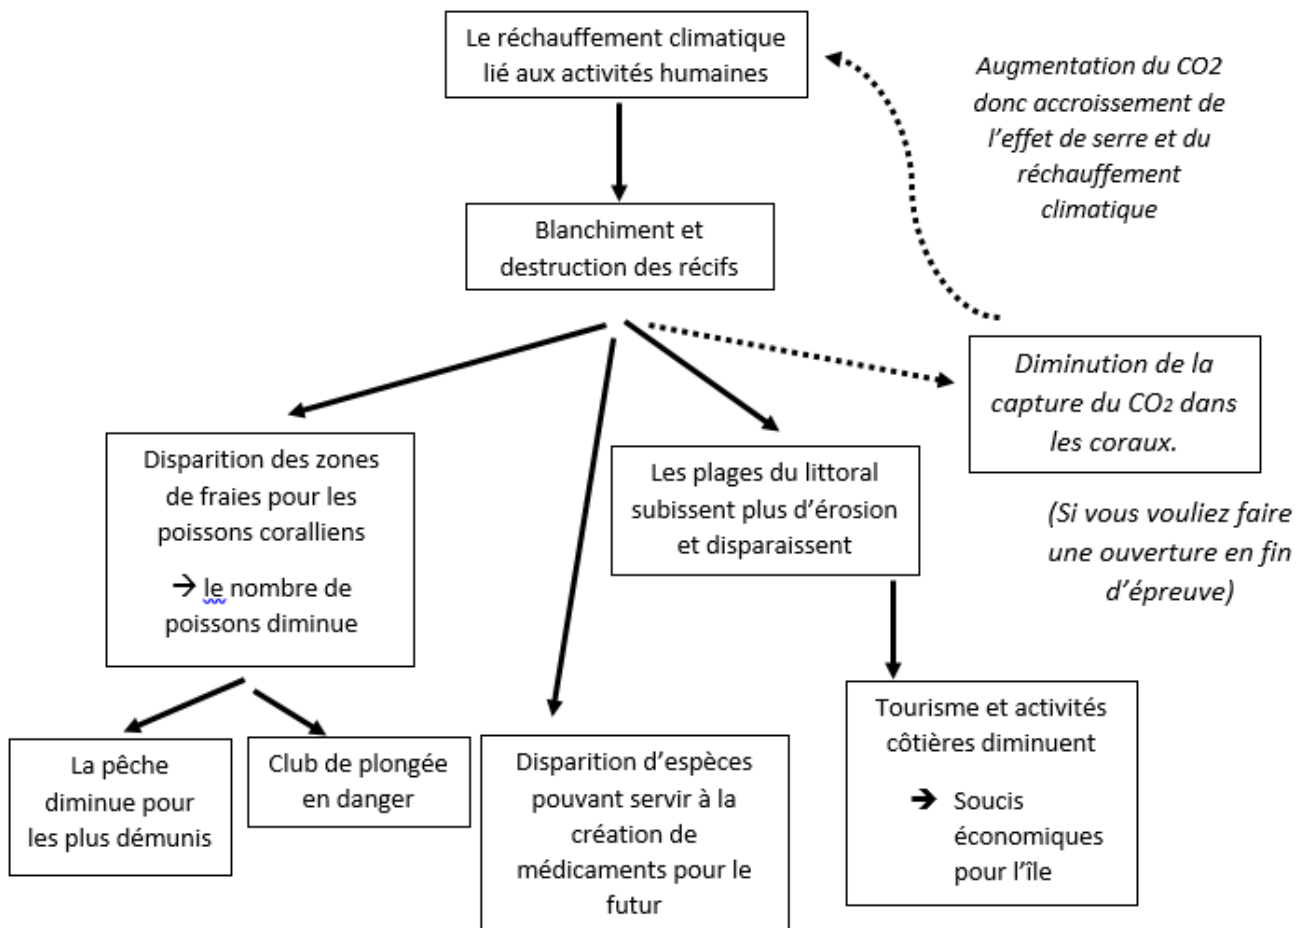 Le réchauffement climatique
lié aux activités humaines
Augmentation du CO2
donc accroissement de
l'effet de serre et du
réchauffement
climatique
Blanchiment et
destruction des récifs
Diminution de la
capture du CO2 dans
les coraux.
(Si vous vouliez faire
une ouverture en fin
d'épreuve)
Disparition des zones
de fraies pour les
poissons coralliens
→ le nombre de
poissons diminue
Les plages du littoral
subissent plus d'érosion
et disparaissent
La pêche
diminue pour
les plus démunis
Club de plongée
en danger
Disparition d'espèces
pouvant servir à la
création de
médicaments pour le
futur
Tourisme et activités
côtières diminuent
→ Soucis
économiques
pour l'île